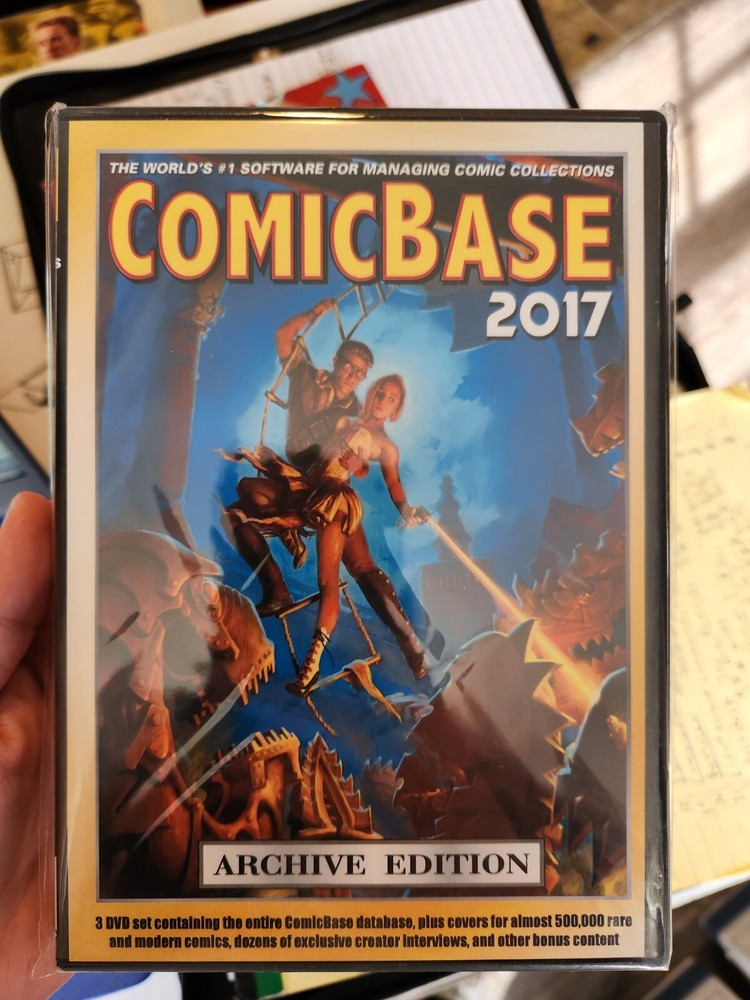 THE WORLD'S #1 SOFTWARE FOR MANAGING COMIC COLLECTIONS
COMICBASE
2017
ARCHIVE EDITION
3 DVD set containing the entire ComicBase database, plus covers for almost 500,000 rare
and modern comics, dozens of exclusive creator interviews, and other bonus content